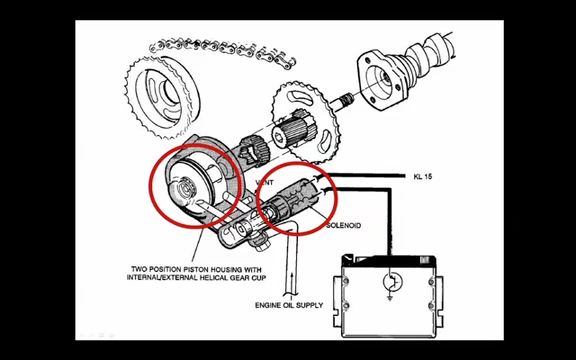 VENT
KL 15
SOLENOID
TWO POSITION PISTON HOUSING WITH
INTERNAL/EXTERNAL HELICAL GEAR CUP
ENGINE OIL SUPPLY